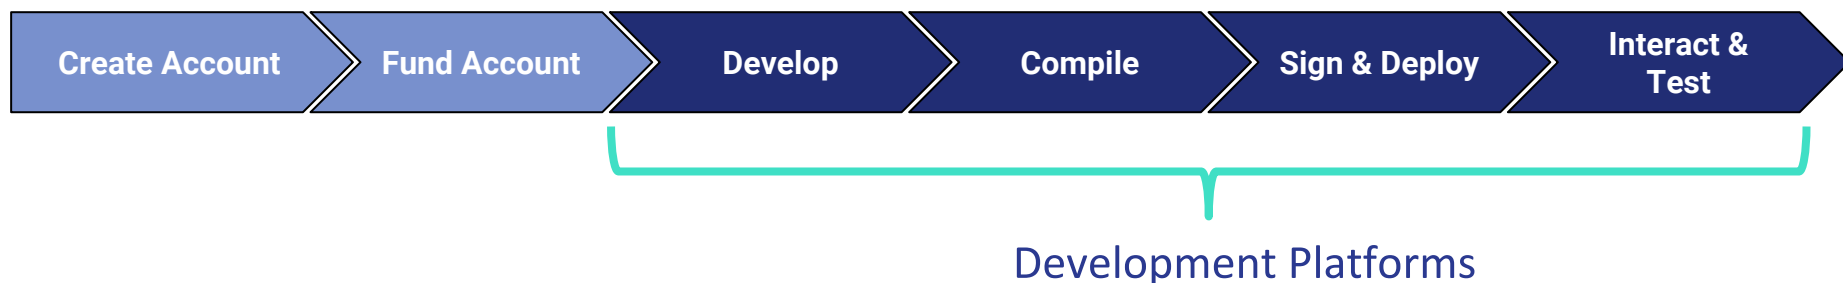 Create Account
Fund Account
Develop
Compile
Sign & Deploy
Interact &
Test
Development Platforms